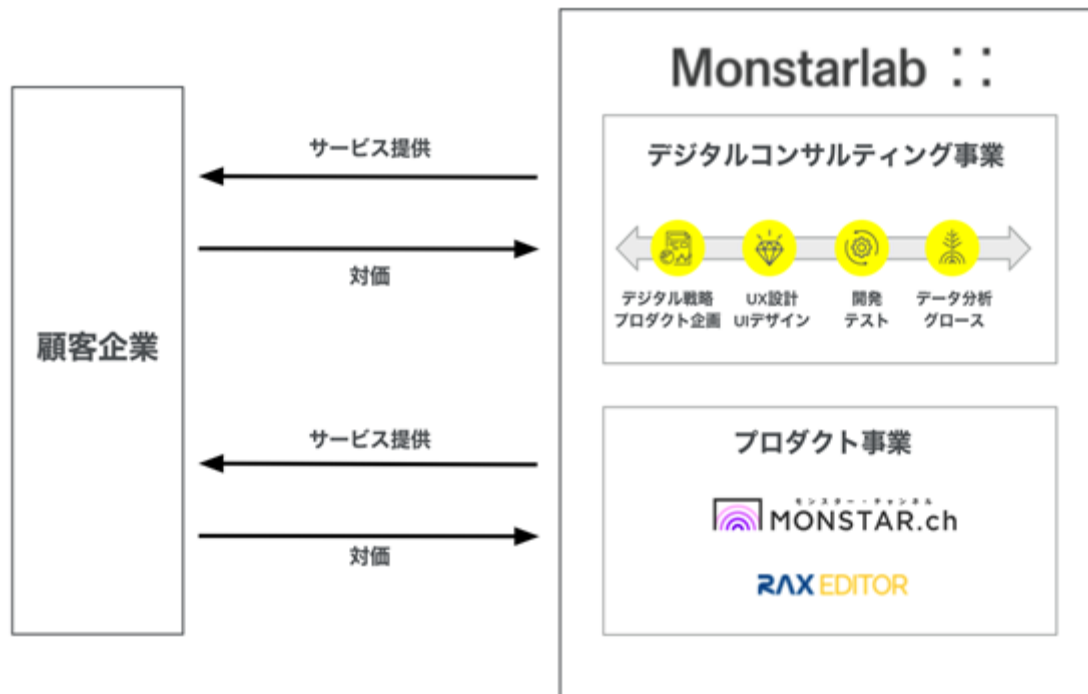 Monstarlab
デジタルコンサルティング事業
サービス提供
対価
デジタル戦略
プロダクト企画
UX設計
UIデザイン
開発
テスト
データ分析
グロース
顧客企業
サービス提供
対価
プロダクト事業
モンスター・チャンネル
MONSTAR.ch
RAX EDITOR